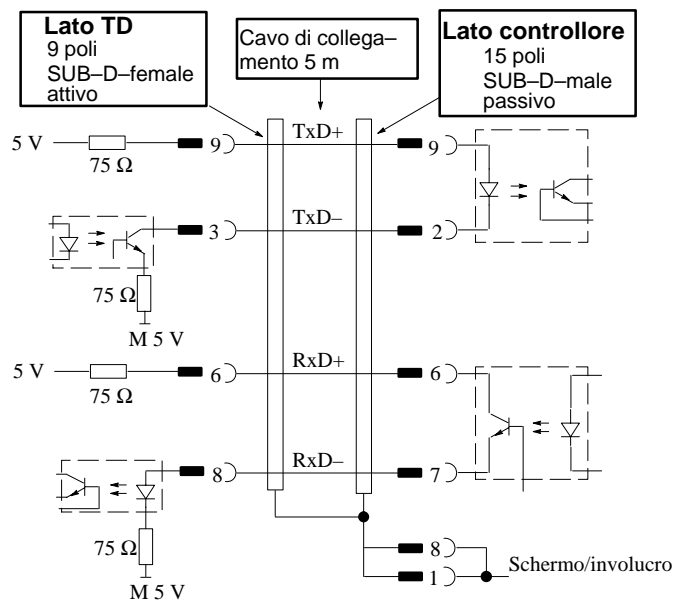 Lato TD
9 poli
SUB–D–female
attivo
Cavo di collega–
mento 5 m
Lato controllore
15 poli
SUB–D–male
passivo
5 V
75 Ω
9
TxD+
9
3
TxD–
2
75 Ω
M 5 V
5 V
75 Ω
6
RxD+
6
8
RxD–
7
75 Ω
M 5 V
8
1
Schermo/involucro